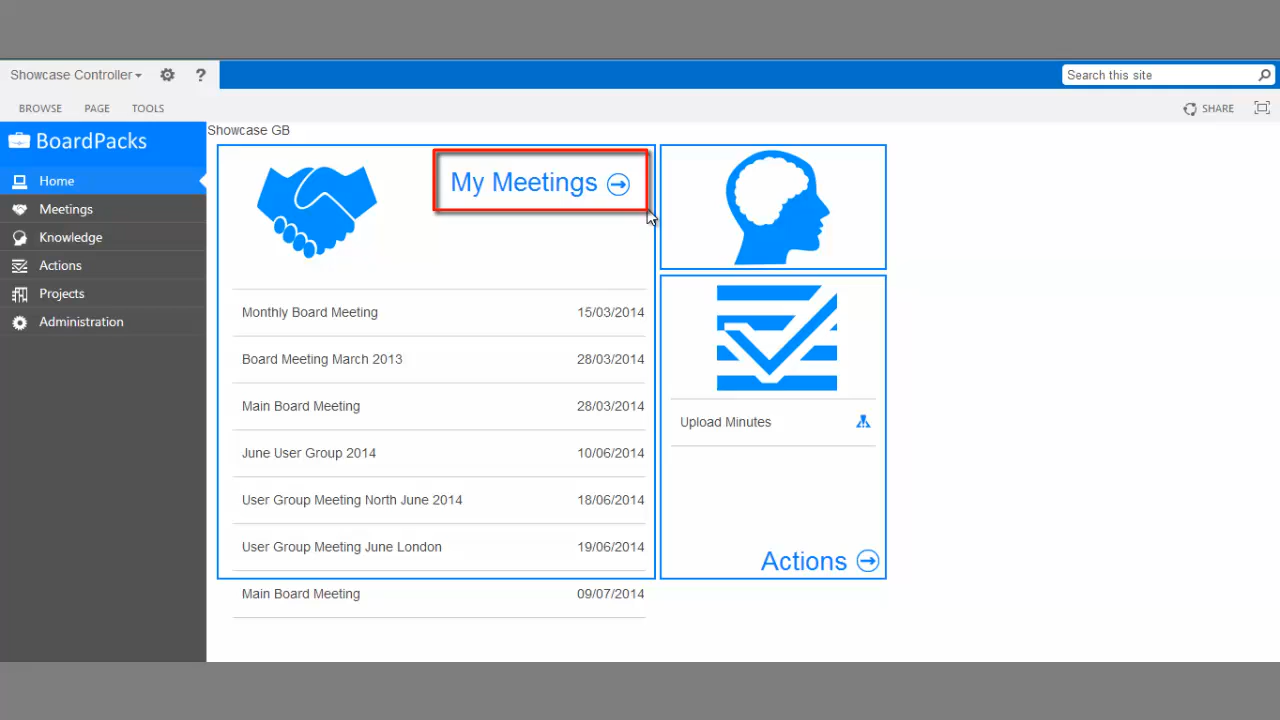 Showcase Controller
?
Search this site
BROWSE PAGE TOOLS
SHARE
BoardPacks
Home
Meetings
Knowledge
Actions
Projects
Administration
Showcase GB
My Meetings
Monthly Board Meeting 15/03/2014
Board Meeting March 2013 28/03/2014
Main Board Meeting 28/03/2014
June User Group 2014 10/06/2014
User Group Meeting North June 2014 18/06/2014
User Group Meeting June London 19/06/2014
Main Board Meeting 09/07/2014
Upload Minutes
Actions